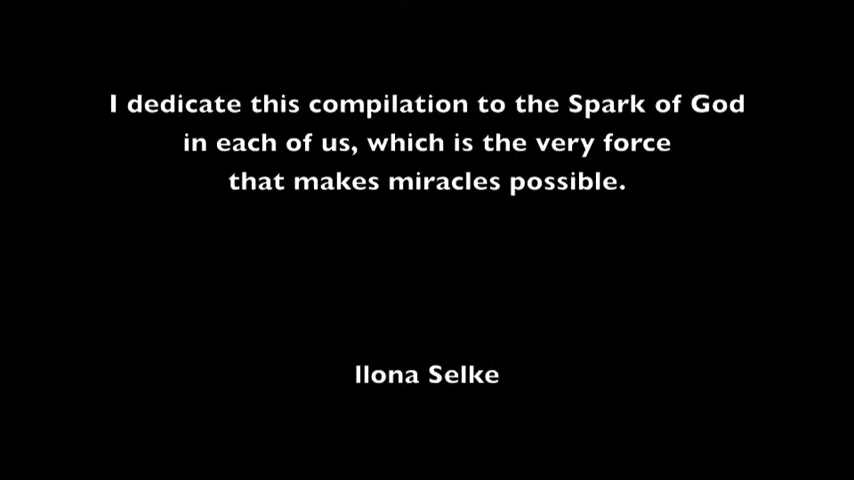 I dedicate this compilation to the Spark of God
in each of us, which is the very force
that makes miracles possible.
Ilona Selke